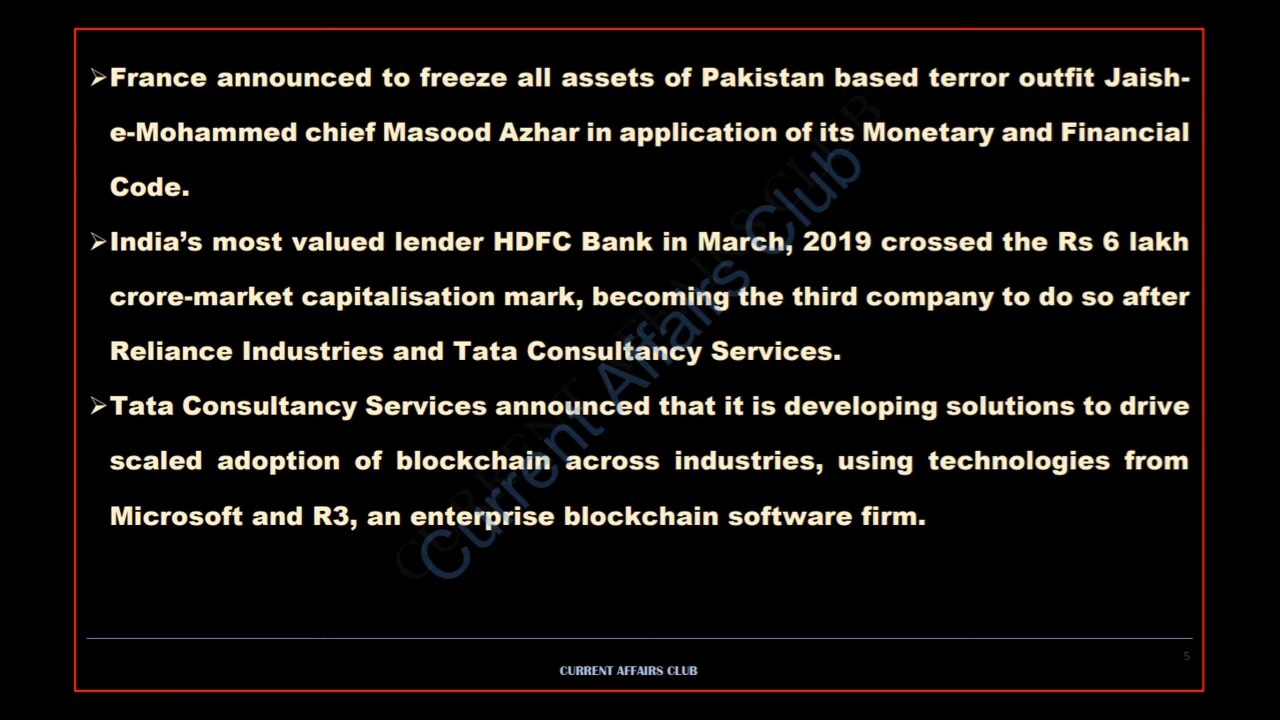 ➢France announced to freeze all assets of Pakistan based terror outfit Jaish-
e-Mohammed chief Masood Azhar in application of its Monetary and Financial
Code.
➢India’s most valued lender HDFC Bank in March, 2019 crossed the Rs 6 lakh
crore-market capitalisation mark, becoming the third company to do so after
Reliance Industries and Tata Consultancy Services.
➢Tata Consultancy Services announced that it is developing solutions to drive
scaled adoption of blockchain across industries, using technologies from
Microsoft and R3, an enterprise blockchain software firm.
CURRENT AFFAIRS CLUB
Current Affairs Club
5
CURRENT AFFAIRS CLUB